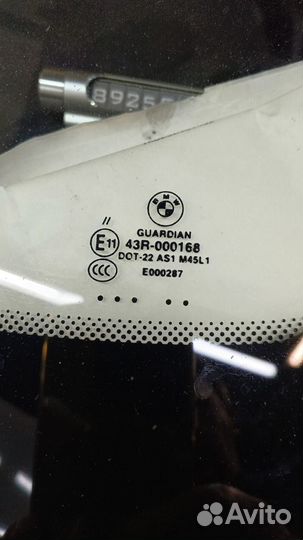 BMW
GUARDIAN
//
E11 43R-000168
DOT-22 AS1 M45L1
CCC E000287
Avito